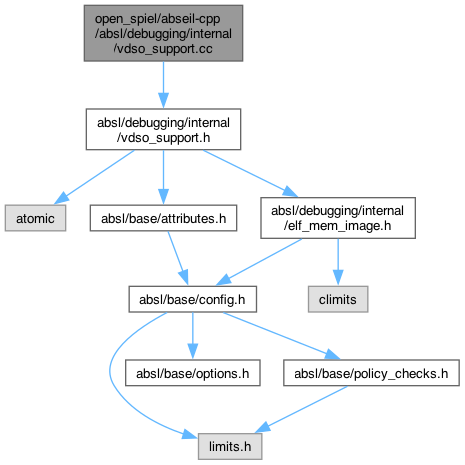 open_spiel/abseil-cpp
/absl/debugging/internal
/vdso_support.cc
absl/debugging/internal
/vdso_support.h
atomic
absl/base/attributes.h
absl/debugging/internal
/elf_mem_image.h
absl/base/config.h
climits
absl/base/options.h
absl/base/policy_checks.h
limits.h